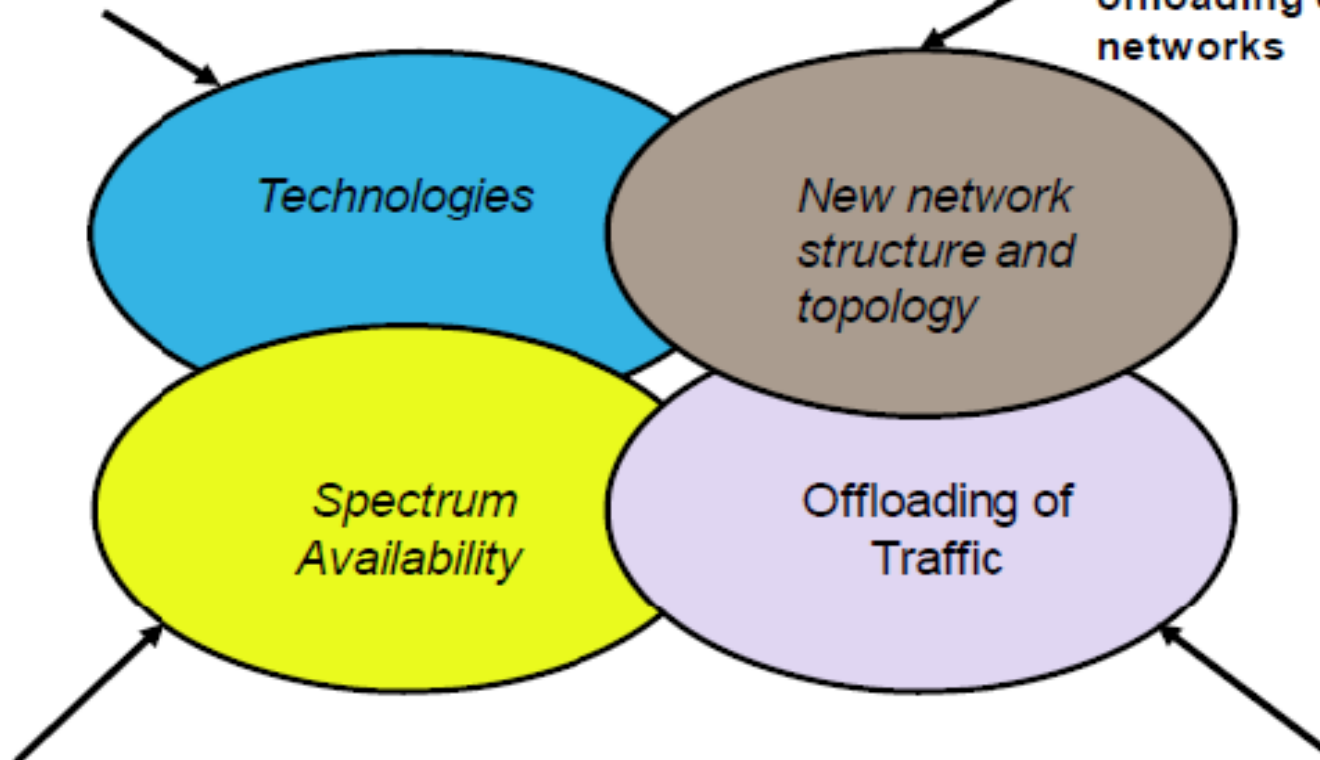 networks
Technologies
New network
structure and
topology
Spectrum
Availability
Offloading of
Traffic